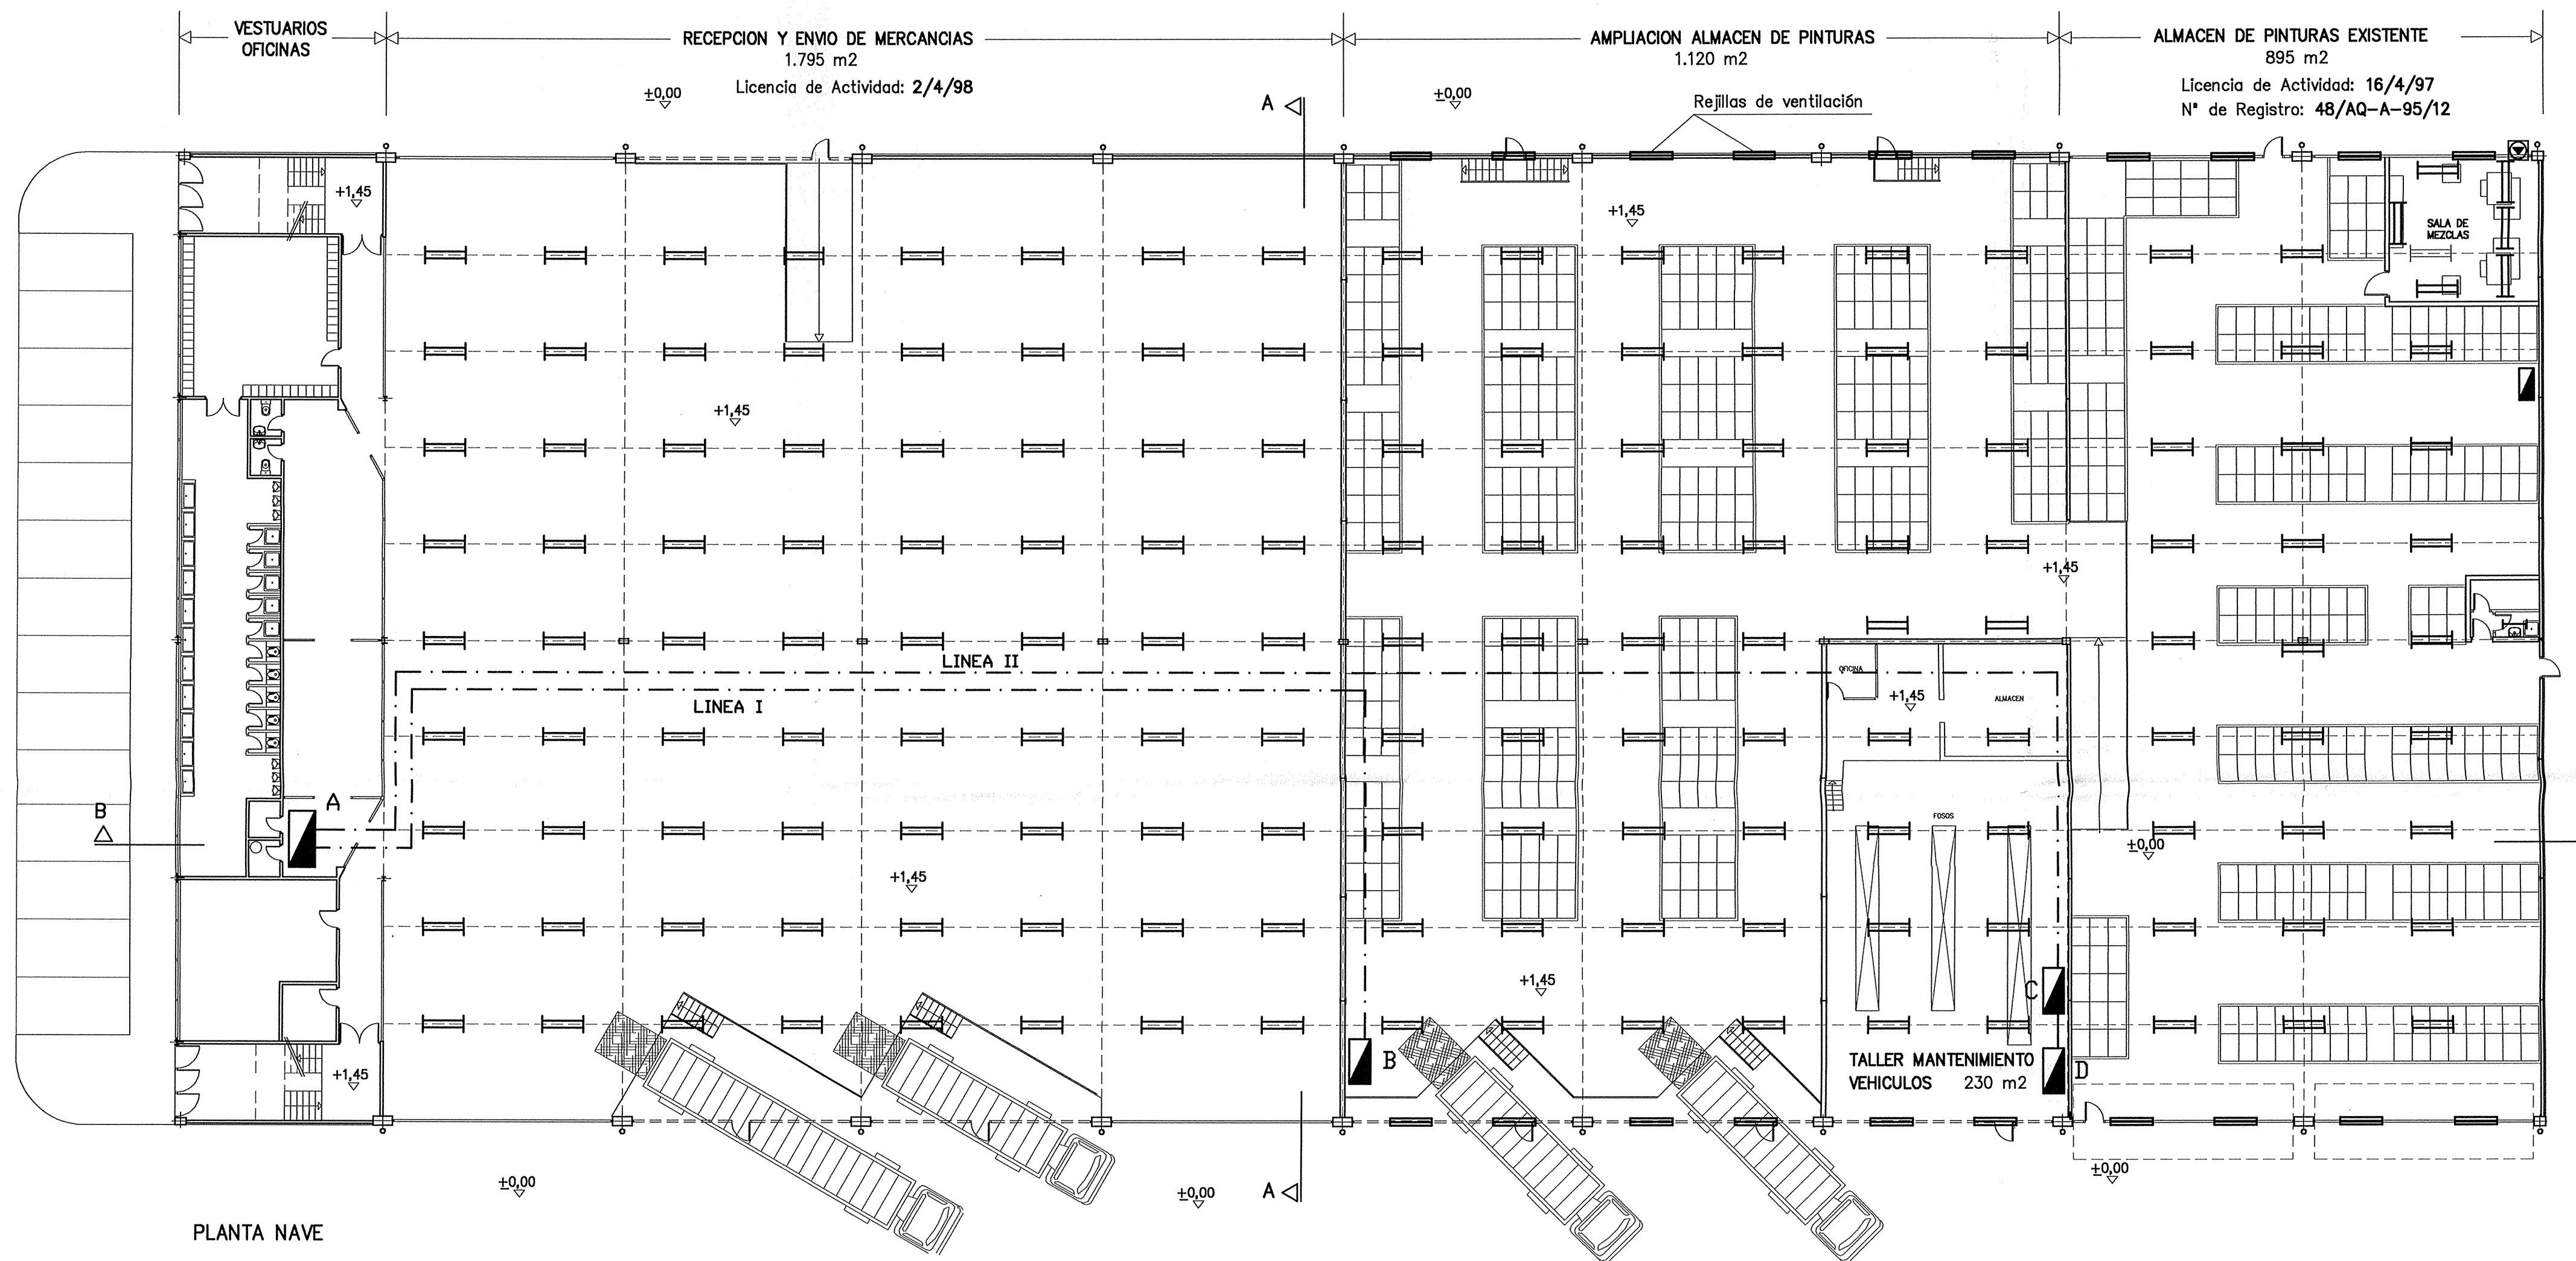 VESTUARIOS
OFICINAS
RECEPCION Y ENVIO DE MERCANCIAS
1.795 m2
Licencia de Actividad: 2/4/98
AMPLIACION ALMACEN DE PINTURAS
1.120 m2
ALMACEN DE PINTURAS EXISTENTE
895 m2
Licencia de Actividad: 16/4/97
Nº de Registro: 48/AQ-A-95/12
±0,00
A
±0,00
Rejillas de ventilación
+1,45
+1,45
SALA DE
MEZCLAS
+1,45
+1,45
LINEA II
LINEA I
OFICINA
+1,45
ALMACEN
A
B
FOSOS
±0,00
+1,45
+1,45
C
B
TALLER MANTENIMIENTO
VEHICULOS 230 m2
D
+1,45
±0,00
±0,00
A
±0,00
PLANTA NAVE